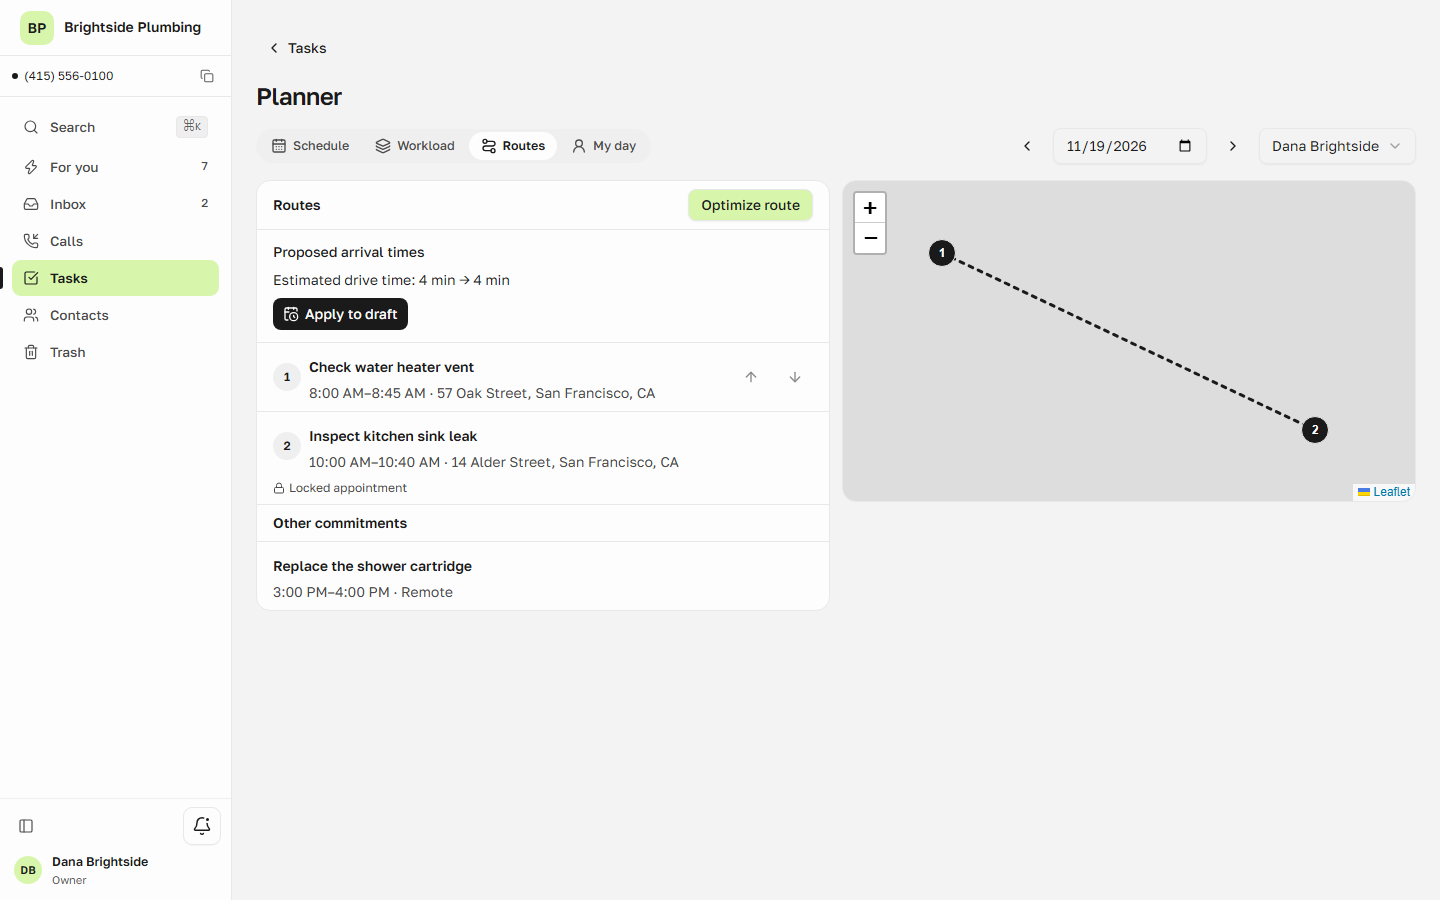 BP
Brightside Plumbing
(415) 556-0100
Search
⌘K
For you
7
Inbox
2
Calls
Tasks
Contacts
Trash
DB
Dana Brightside
Owner
Tasks
Planner
Schedule
Workload
Routes
My day
11/19/2026
Dana Brightside
Routes
Optimize route
Proposed arrival times
Estimated drive time: 4 min → 4 min
Apply to draft
1
Check water heater vent
8:00 AM–8:45 AM · 57 Oak Street, San Francisco, CA
2
Inspect kitchen sink leak
10:00 AM–10:40 AM · 14 Alder Street, San Francisco, CA
Locked appointment
Other commitments
Replace the shower cartridge
3:00 PM–4:00 PM · Remote
+
−
1
2
Leaflet